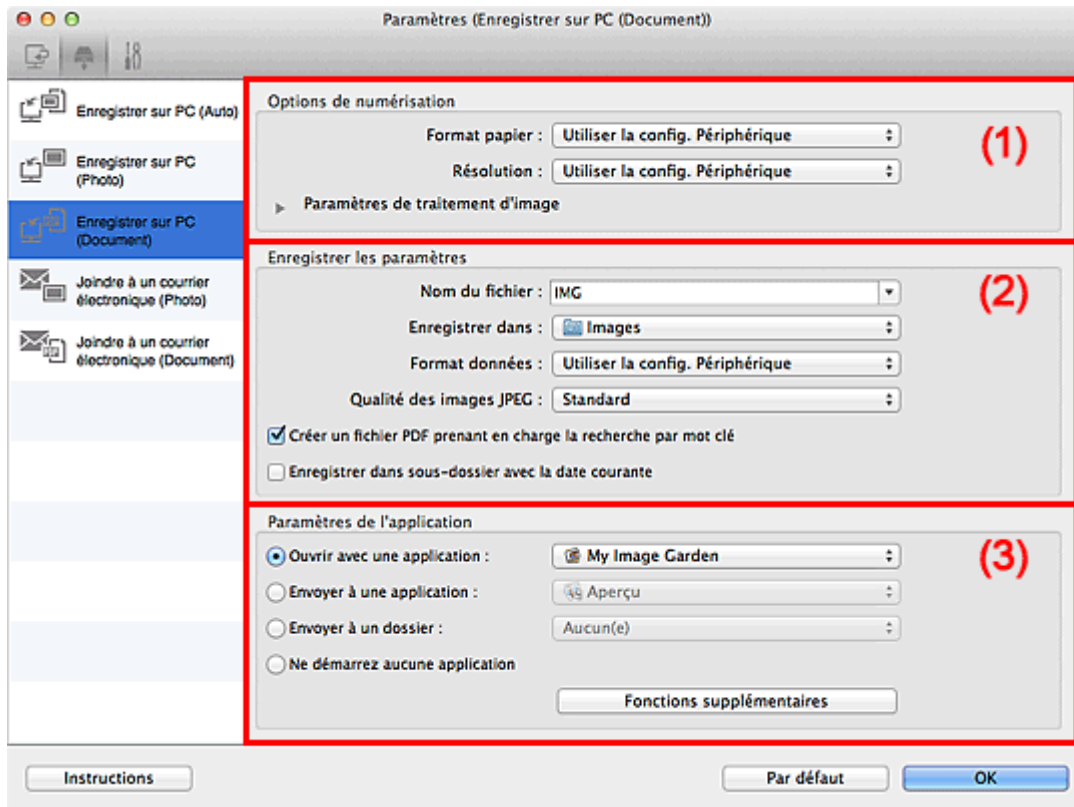 Paramètres (Enregistrer sur PC (Document))
Enregistrer sur PC (Auto)
Enregistrer sur PC
(Photo)
Enregistrer sur PC
(Document)
Joindre à un courrier
électronique (Photo)
Joindre à un courrier
électronique (Document)
Options de numérisation
(1)
Format papier : Utiliser la config. Périphérique
Résolution : Utiliser la config. Périphérique
Paramètres de traitement d'image
Enregistrer les paramètres
(2)
Nom du fichier : IMG
Enregistrer dans : Images
Format données : Utiliser la config. Périphérique
Qualité des images JPEG : Standard
Créer un fichier PDF prenant en charge la recherche par mot clé
Enregistrer dans sous-dossier avec la date courante
Paramètres de l'application
(3)
Ouvrir avec une application : My Image Garden
Envoyer à une application : Aperçu
Envoyer à un dossier : Aucun(e)
Ne démarrez aucune application
Fonctions supplémentaires
Instructions
Par défaut
OK